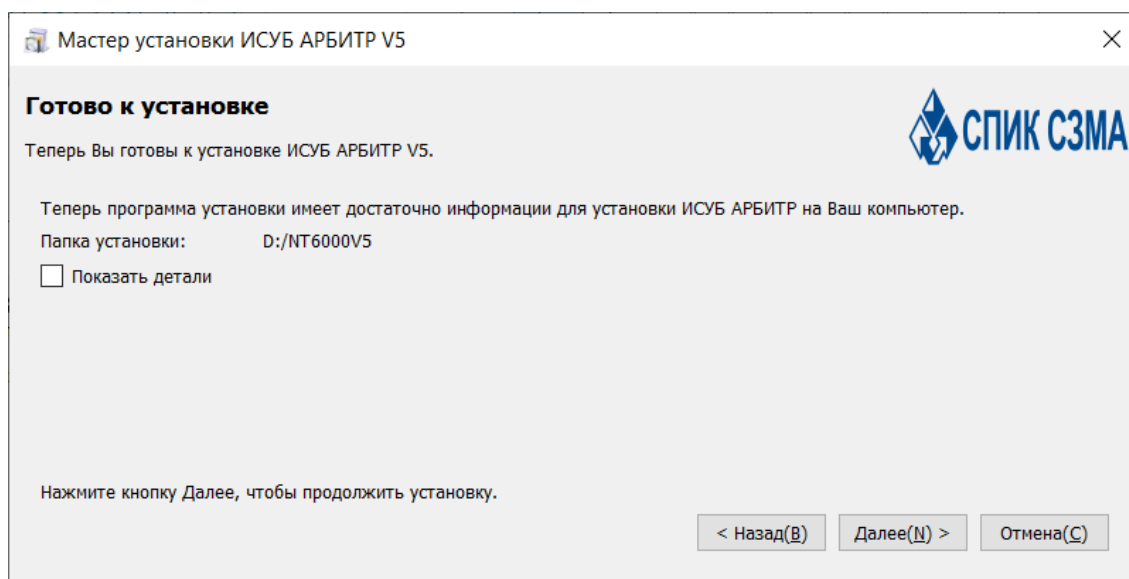 Мастер установки ИСУБ АРБИТР V5
Готово к установке
СПИК СЗМА
Теперь Вы готовы к установке ИСУБ АРБИТР V5.
Теперь программа установки имеет достаточно информации для установки ИСУБ АРБИТР на Ваш компьютер.
Папка установки: D:/NT6000V5
Показать детали
Нажмите кнопку Далее, чтобы продолжить установку.
< Назад(B) Далее(N) > Отмена(C)